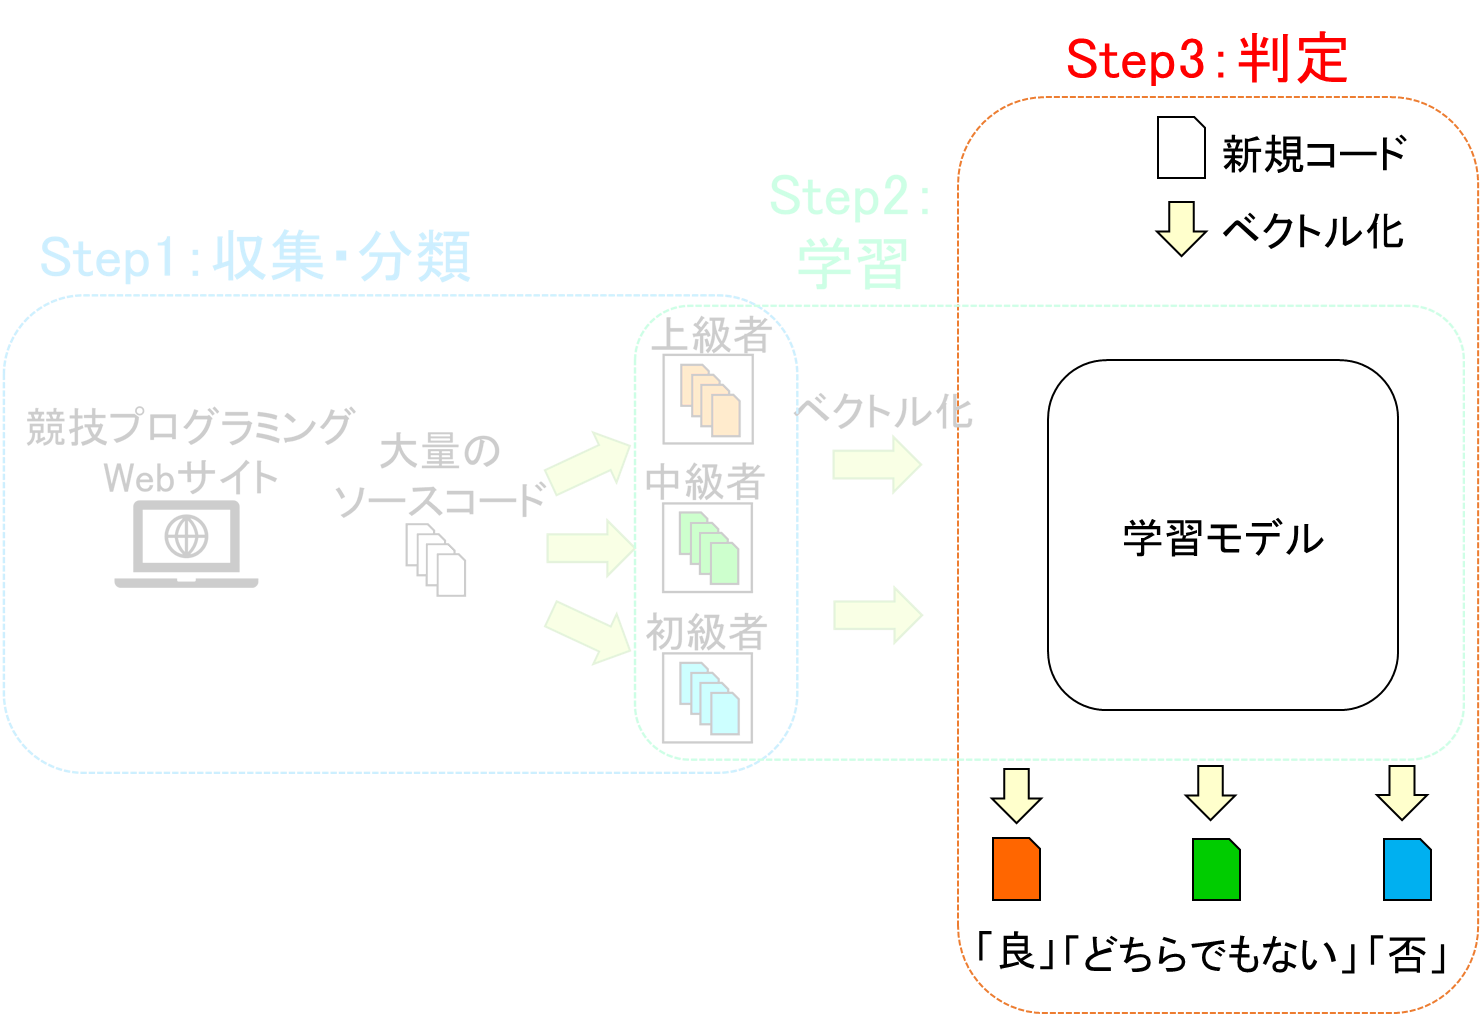 Step1：収集・分類
競技プログラミング
Webサイト
大量の
ソースコード
上級者
中級者
初級者
Step2：
学習
ベクトル化
Step3：判定
新規コード
ベクトル化
学習モデル
「良」「どちらでもない」「否」